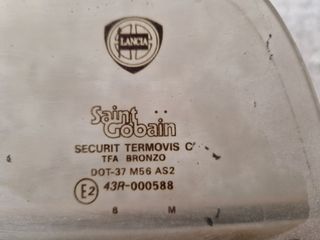 LANCIA
Saint
Gobain
SECURIT TERMOVIS C
TFA BRONZO
DOT-37 M56 AS2
E2 43R-000588
6 M